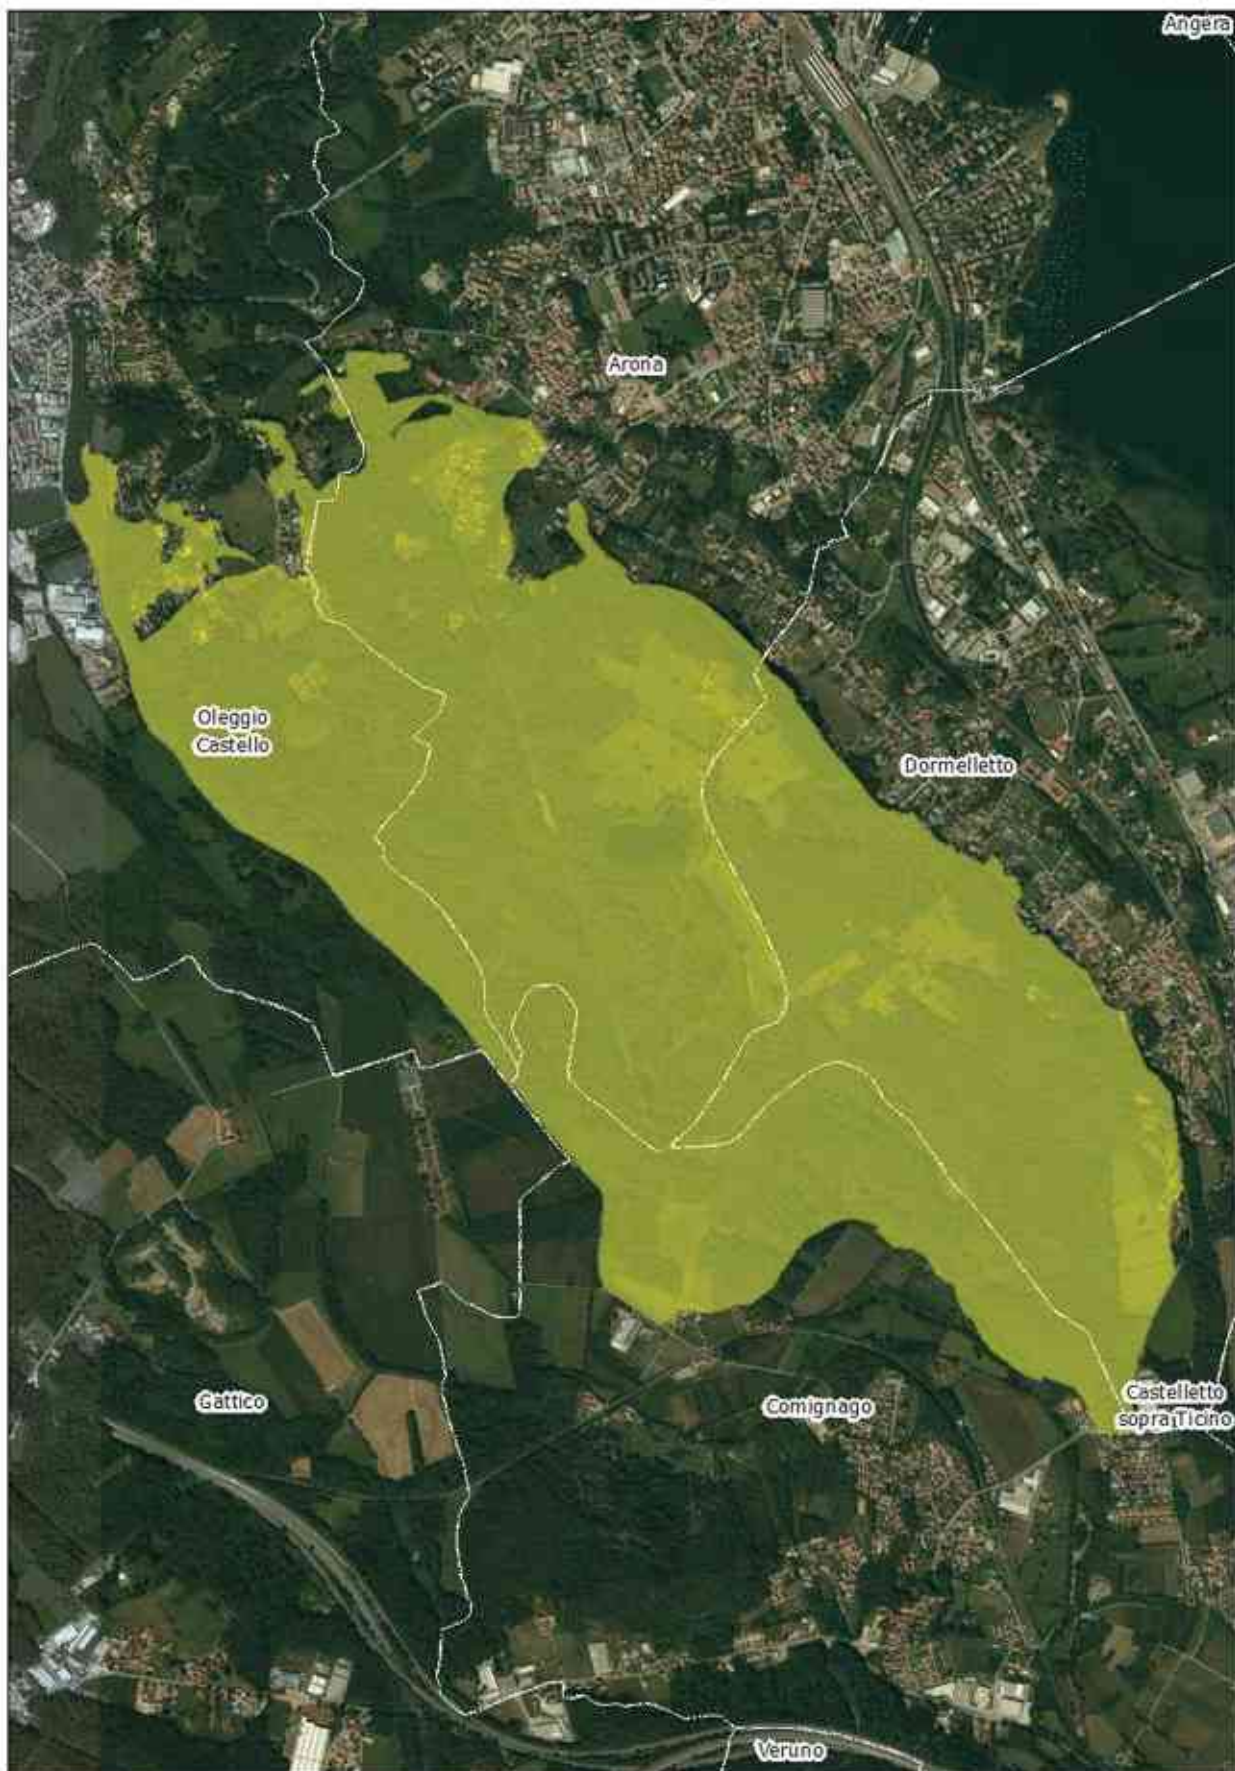 Angera
Arona
Oleggio
Castello
Dormelletto
Gattico
Comignago
Castelletto
sopra Ticino
Veruno